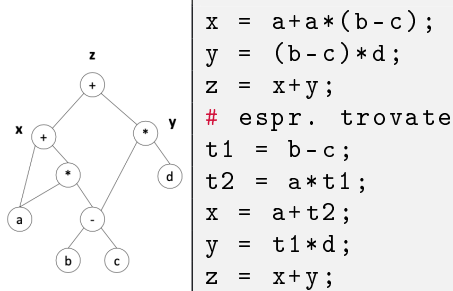 z
+
x
+
*
y
*
d
a
-
b
c
x = a+a*(b-c);
y = (b-c)*d;
z = x+y;
# espr. trovate
t1 = b-c;
t2 = a*t1;
x = a+t2;
y = t1*d;
z = x+y;